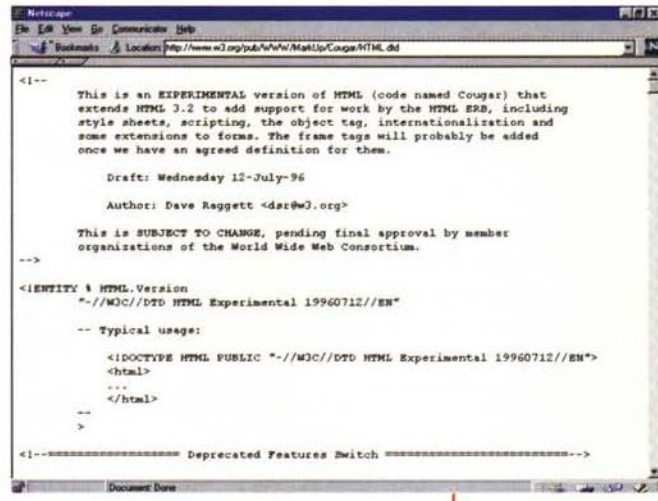 Netscape
File Edit View Go Communicator Help
Bookmarks Location: http://www.w3.org/pub/WWW/MarkUp/Cougar/HTML.dtd
<!--
This is an EXPERIMENTAL version of HTML (code named Cougar) that
extends HTML 3.2 to add support for work by the HTML ERB, including
style sheets, scripting, the object tag, internationalization and
some extensions to forms. The frame tags will probably be added
once we have an agreed definition for them.
Draft: Wednesday 12-July-96
Author: Dave Raggett <dsr@w3.org>
This is SUBJECT TO CHANGE, pending final approval by member
organizations of the World Wide Web Consortium.
-->
<!ENTITY % HTML.Version
"-//W3C//DTD HTML Experimental 19960712//EN"
-- Typical usage:
<!DOCTYPE HTML PUBLIC "-//W3C//DTD HTML Experimental 19960712//EN">
<html>
...
</html>
--
>
<!--================== Deprecated Features Switch =========================-->
Document: Done